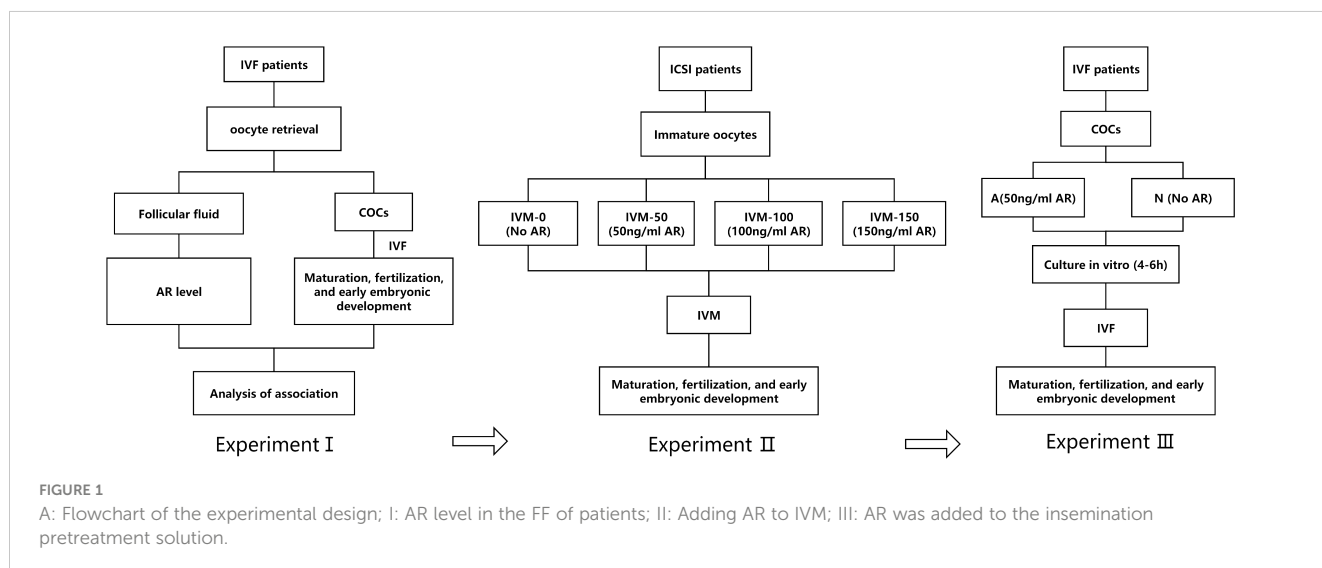 IVF patients
oocyte retrieval
Follicular fluid
COCs
IVF
AR level
Maturation, fertilization,
and early embryonic
development
Analysis of association
Experiment I
ICSI patients
Immature oocytes
IVM-0
(No AR)
IVM-50
(50ng/ml AR)
IVM-100
(100ng/ml AR)
IVM-150
(150ng/ml AR)
IVM
Maturation, fertilization, and early
embryonic development
Experiment II
IVF patients
COCs
A(50ng/ml AR)
N (No AR)
Culture in vitro (4-6h)
IVF
Maturation, fertilization, and early
embryonic development
Experiment III
FIGURE 1
A: Flowchart of the experimental design; I: AR level in the FF of patients; II: Adding AR to IVM; III: AR was added to the insemination
pretreatment solution.